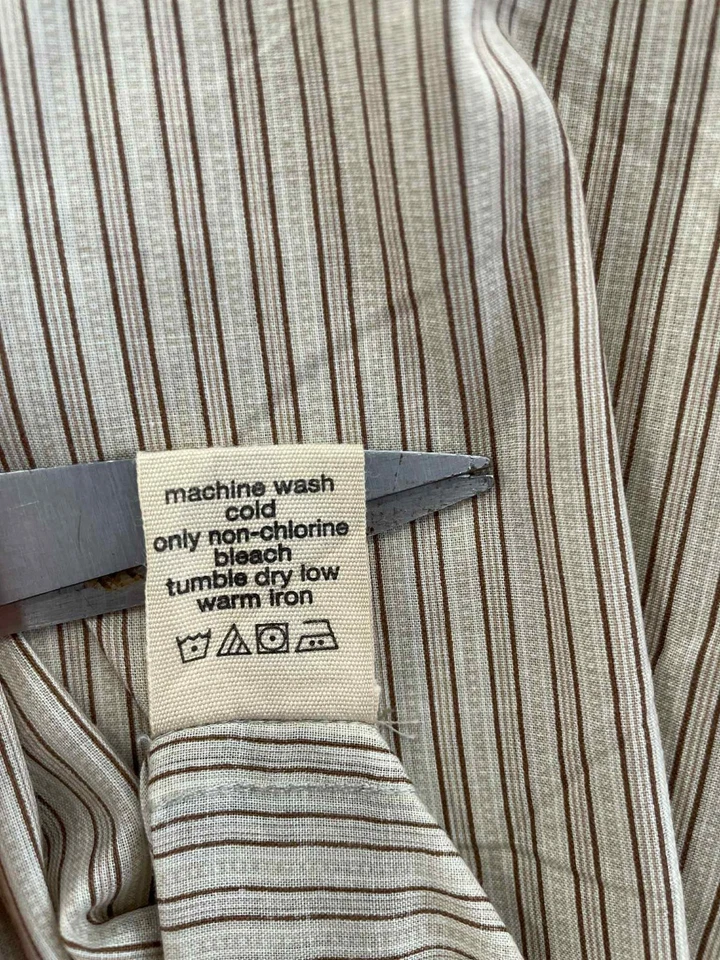 machine wash
cold
only non-chlorine
bleach
tumble dry low
warm iron